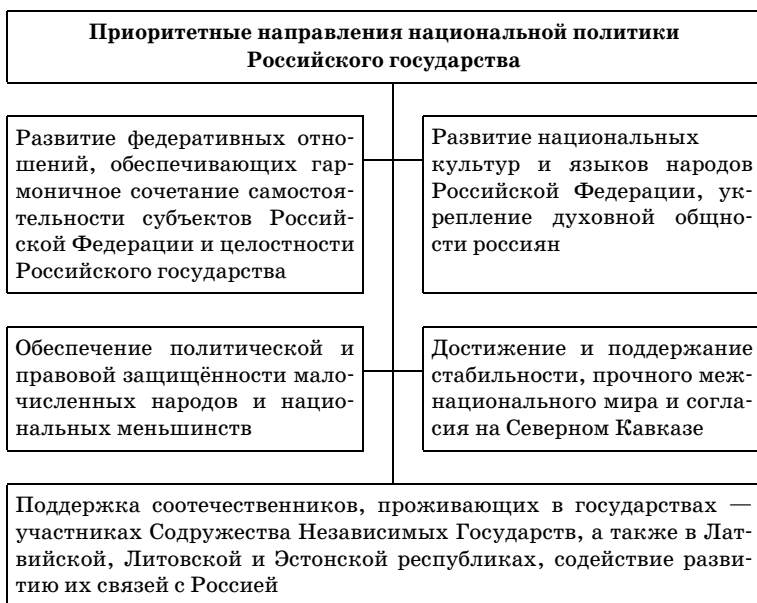 Приоритетные направления национальной политики
Российского государства
Развитие федеративных отно-
шений, обеспечивающих гар-
моничное сочетание самостоя-
тельности субъектов Россий-
ской Федерации и целостности
Российского государства
Развитие национальных
культур и языков народов
Российской Федерации, ук-
репление духовной общно-
сти россиян
Обеспечение политической и
правовой защищённости мало-
численных народов и нацио-
нальных меньшинств
Достижение и поддержание
стабильности, прочного меж-
национального мира и согла-
сия на Северном Кавказе
Поддержка соотечественников, проживающих в государствах —
участниках Содружества Независимых Государств, а также в Лат-
вийской, Литовской и Эстонской республиках, содействие разви-
тию их связей с Россией